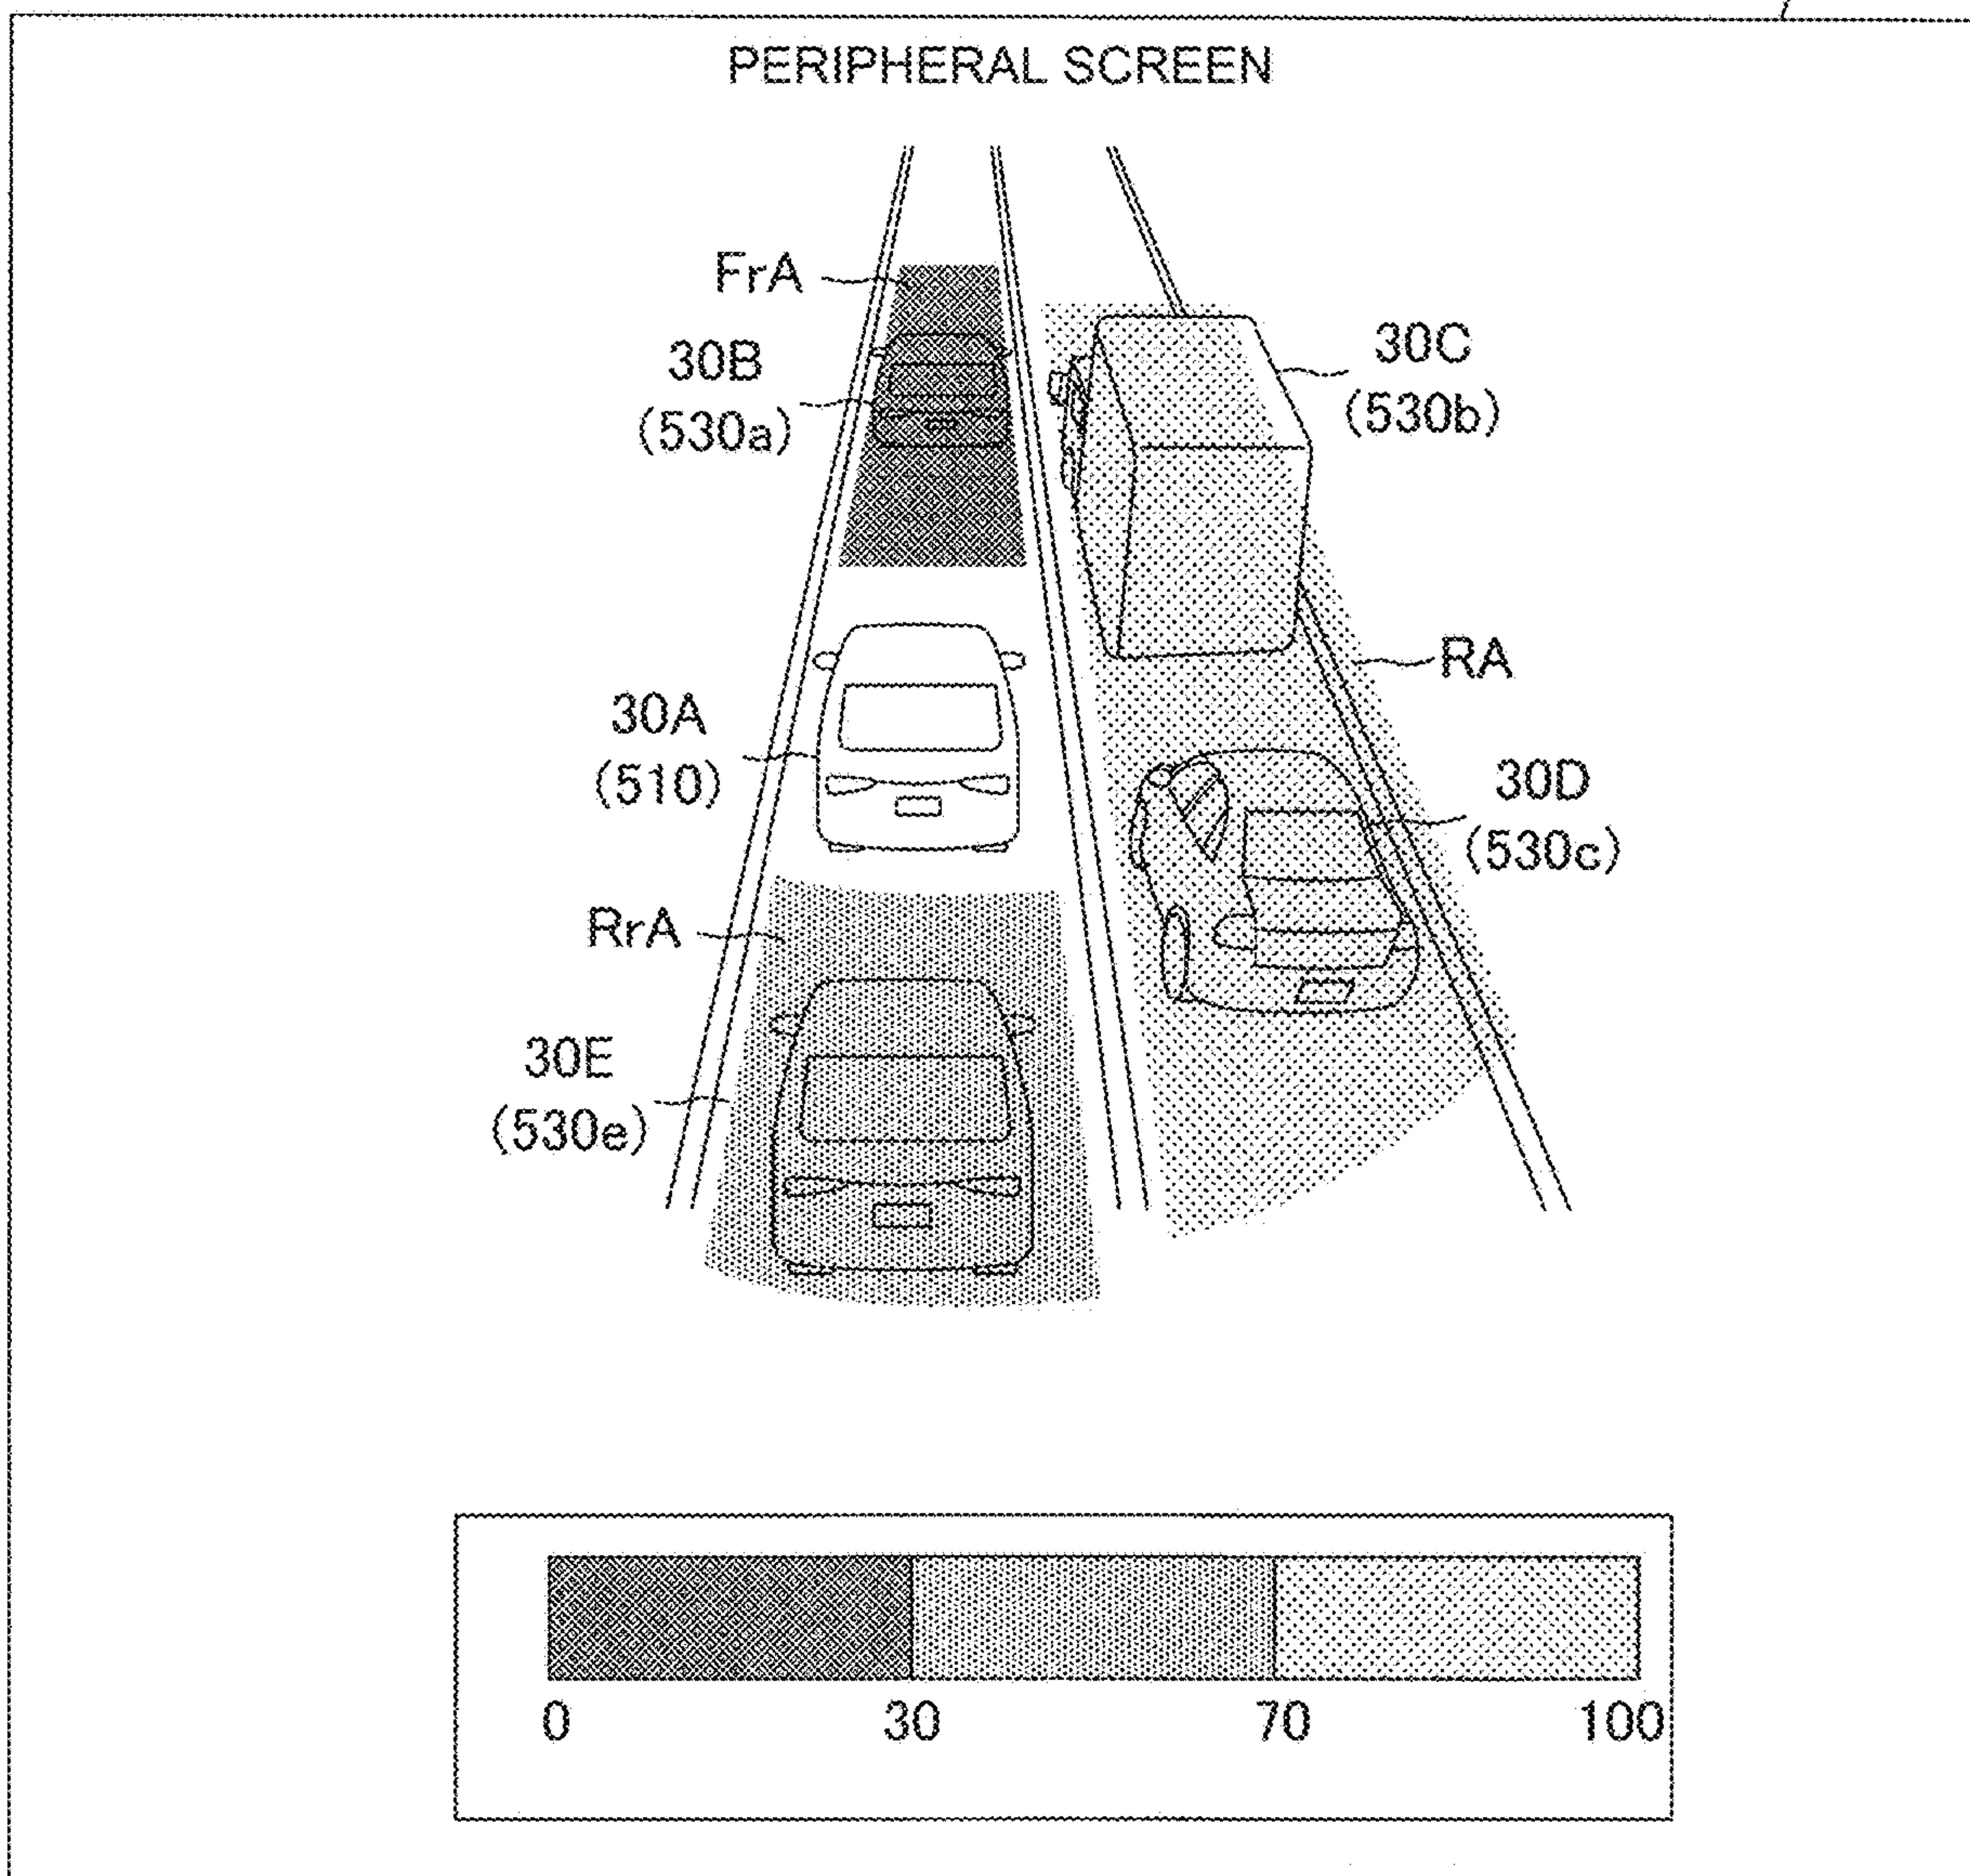 PERIPHERAL SCREEN
FrA
30B
(530a)
30C
(530b)
RA
30A
(510)
30D
(530c)
RrA
30E
(530e)
0 30 70 100